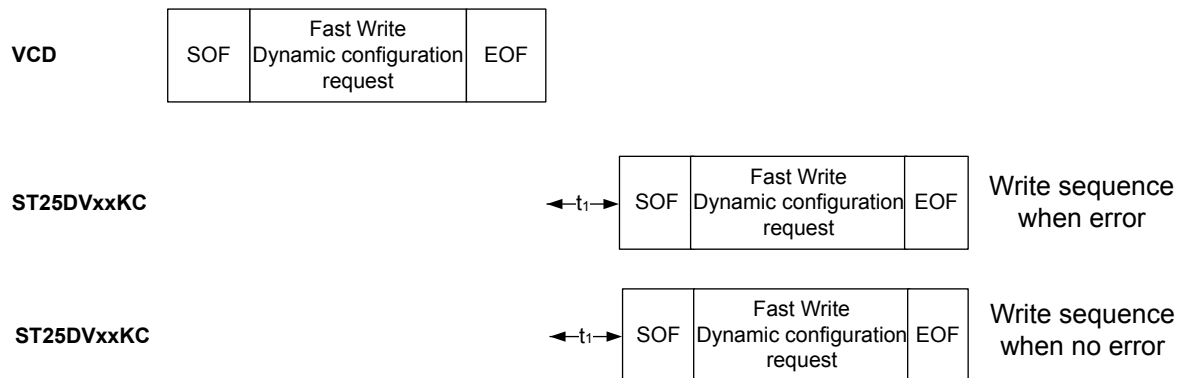 VCD
SOF
Fast Write
Dynamic configuration
request
EOF
ST25DVxxKC
t1
SOF
Fast Write
Dynamic configuration
request
EOF
Write sequence
when error
ST25DVxxKC
t1
SOF
Fast Write
Dynamic configuration
request
EOF
Write sequence
when no error